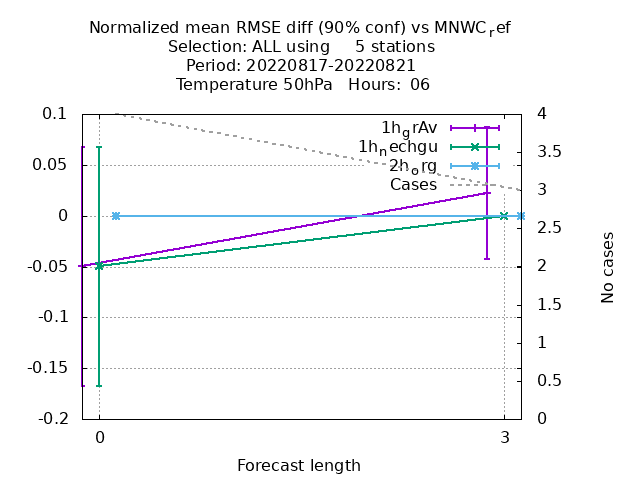 Normalized mean RMSE diff (90% conf) vs MNWC_ref
Selection: ALL using     5 stations
Period: 20220817-20220821
Temperature 50hPa   Hours:  06
0.1
0.05
0
-0.05
-0.1
-0.15
-0.2
1h_grAv
1h_nechgu
2h_org
Cases
4
3.5
3
2.5
2
1.5
1
0.5
0
No cases
0
3
Forecast length